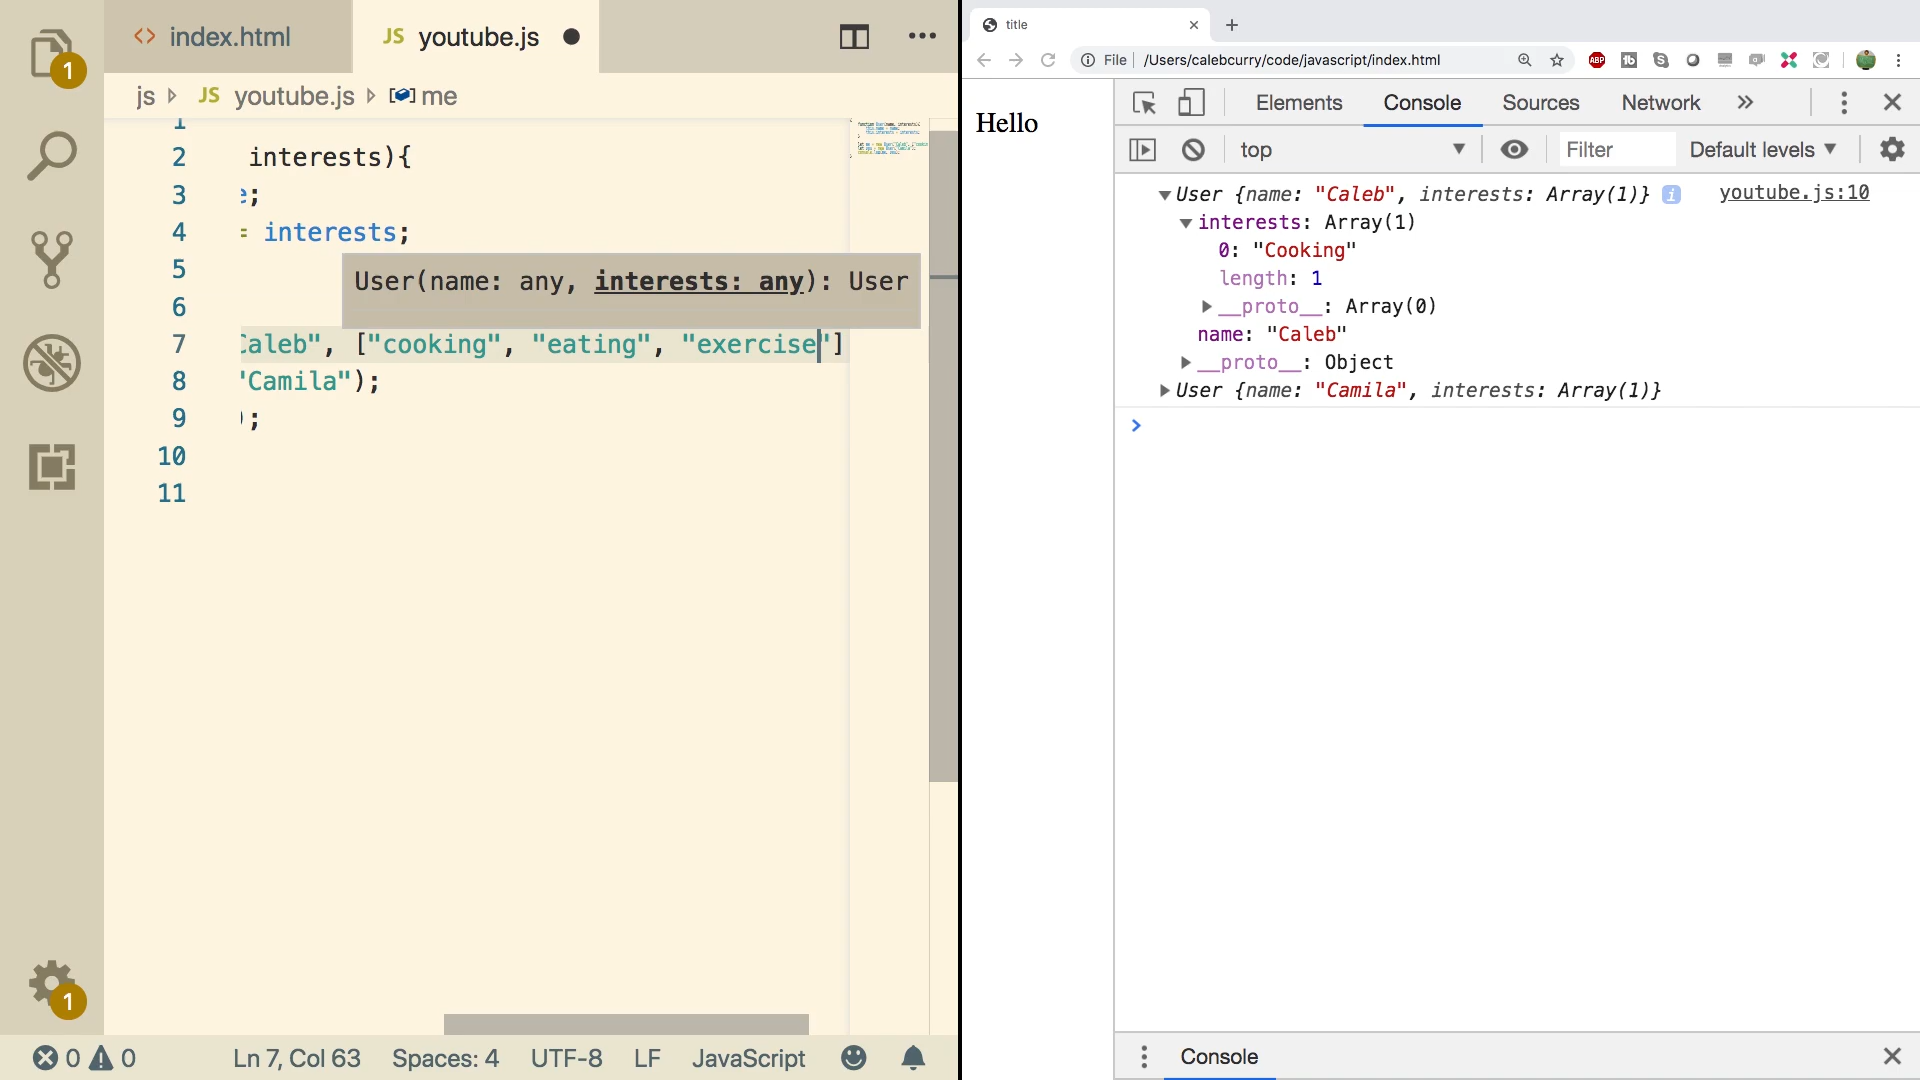 1
<> index.html
JS youtube.js
js JS youtube.js me
1
2 interests){
3 e;
4 = interests;
5
User(name: any, interests: any): User
6
7 Caleb", ["cooking", "eating", "exercise"]
8 "Camila");
9 );
10
11
1
0 0
Ln 7, Col 63
Spaces: 4
UTF-8
LF
JavaScript
title
File /Users/calebcurry/code/javascript/index.html
ABP
Hello
Elements
Console
Sources
Network
top
Filter
Default levels
User {name: "Caleb", interests: Array(1)} i youtube.js:10
interests: Array(1)
0: "Cooking"
length: 1
__proto__: Array(0)
name: "Caleb"
__proto__: Object
User {name: "Camila", interests: Array(1)}
Console